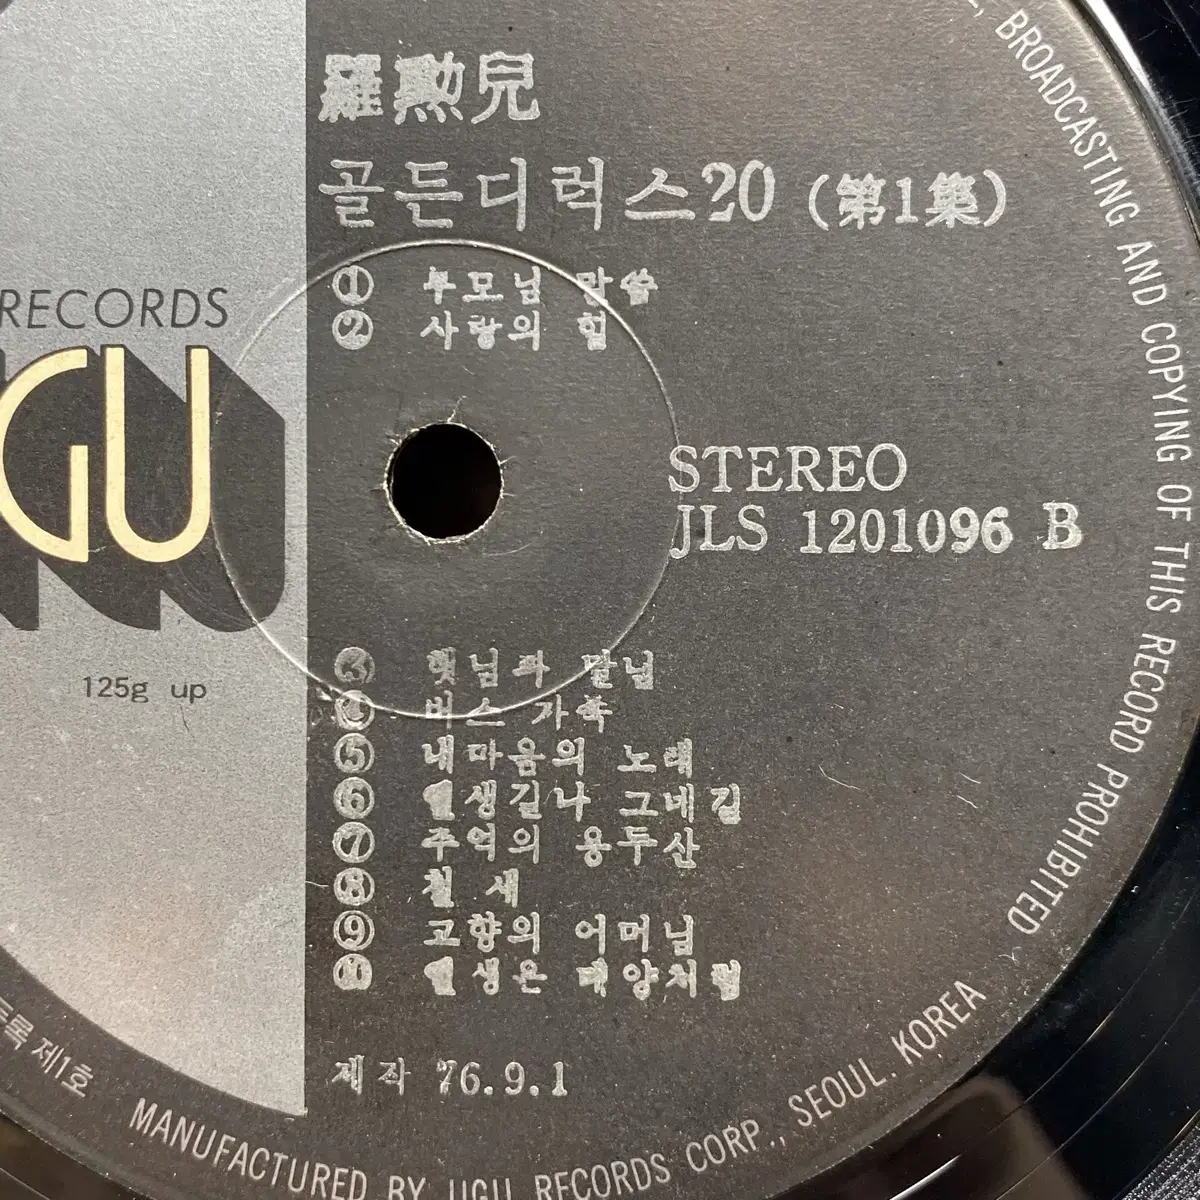 羅勲兒
골든디럭스20 (第1集)
① 부모님 말씀
② 사랑의 힘
RECORDS
GU
STEREO
JLS 1201096 B
125g up
③ 햇님과 달님
④ 버스 가족
⑤ 내마음의 노래
⑥ 인생길나 그네길
⑦ 추억의 용두산
⑧ 철새
⑨ 고향의 어머님
⑩ 인생은 태양처럼
제작 76.9.1
록 제1호
MANUFACTURED BY UGU RECORDS CORP., SEOUL. KOREA
, BROADCASTING AND COPYING OF THIS RECORD PROHIBITED